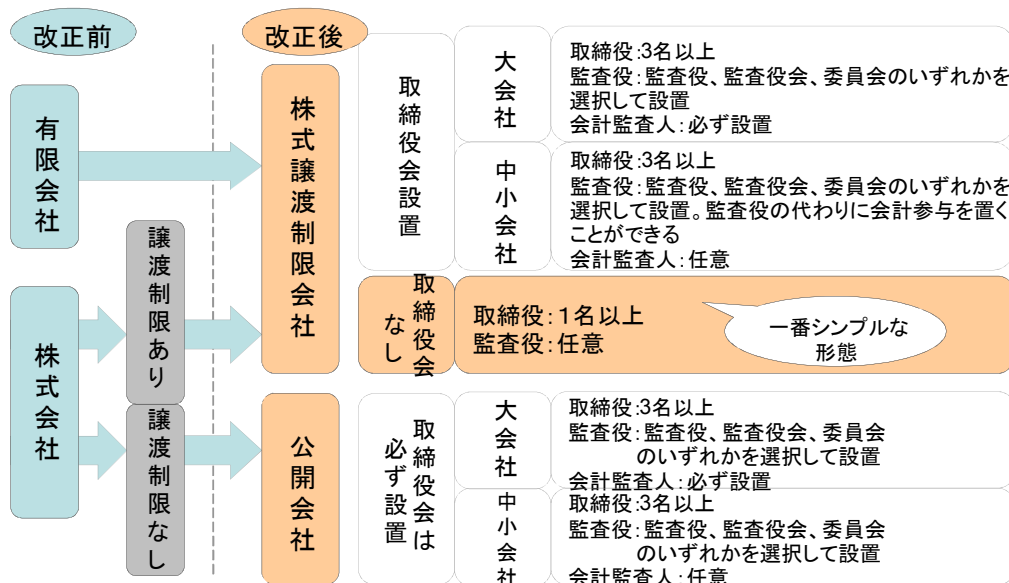 改正前
改正後
有限会社
株式会社
譲渡制限あり
譲渡制限なし
株式譲渡制限会社
公開会社
取締役会設置
大会社
取締役:3名以上
監査役:監査役、監査役会、委員会のいずれかを
選択して設置
会計監査人:必ず設置
中小会社
取締役:3名以上
監査役:監査役、監査役会、委員会のいずれかを
選択して設置。監査役の代わりに会計参与を置く
ことができる
会計監査人:任意
取締役会
なし
取締役:1名以上
監査役:任意
一番シンプルな
形態
取締役会は
必ず設置
大会社
取締役:3名以上
監査役:監査役、監査役会、委員会
のいずれかを選択して設置
会計監査人:必ず設置
中小会社
取締役:3名以上
監査役:監査役、監査役会、委員会
のいずれかを選択して設置
会計監査人:任意